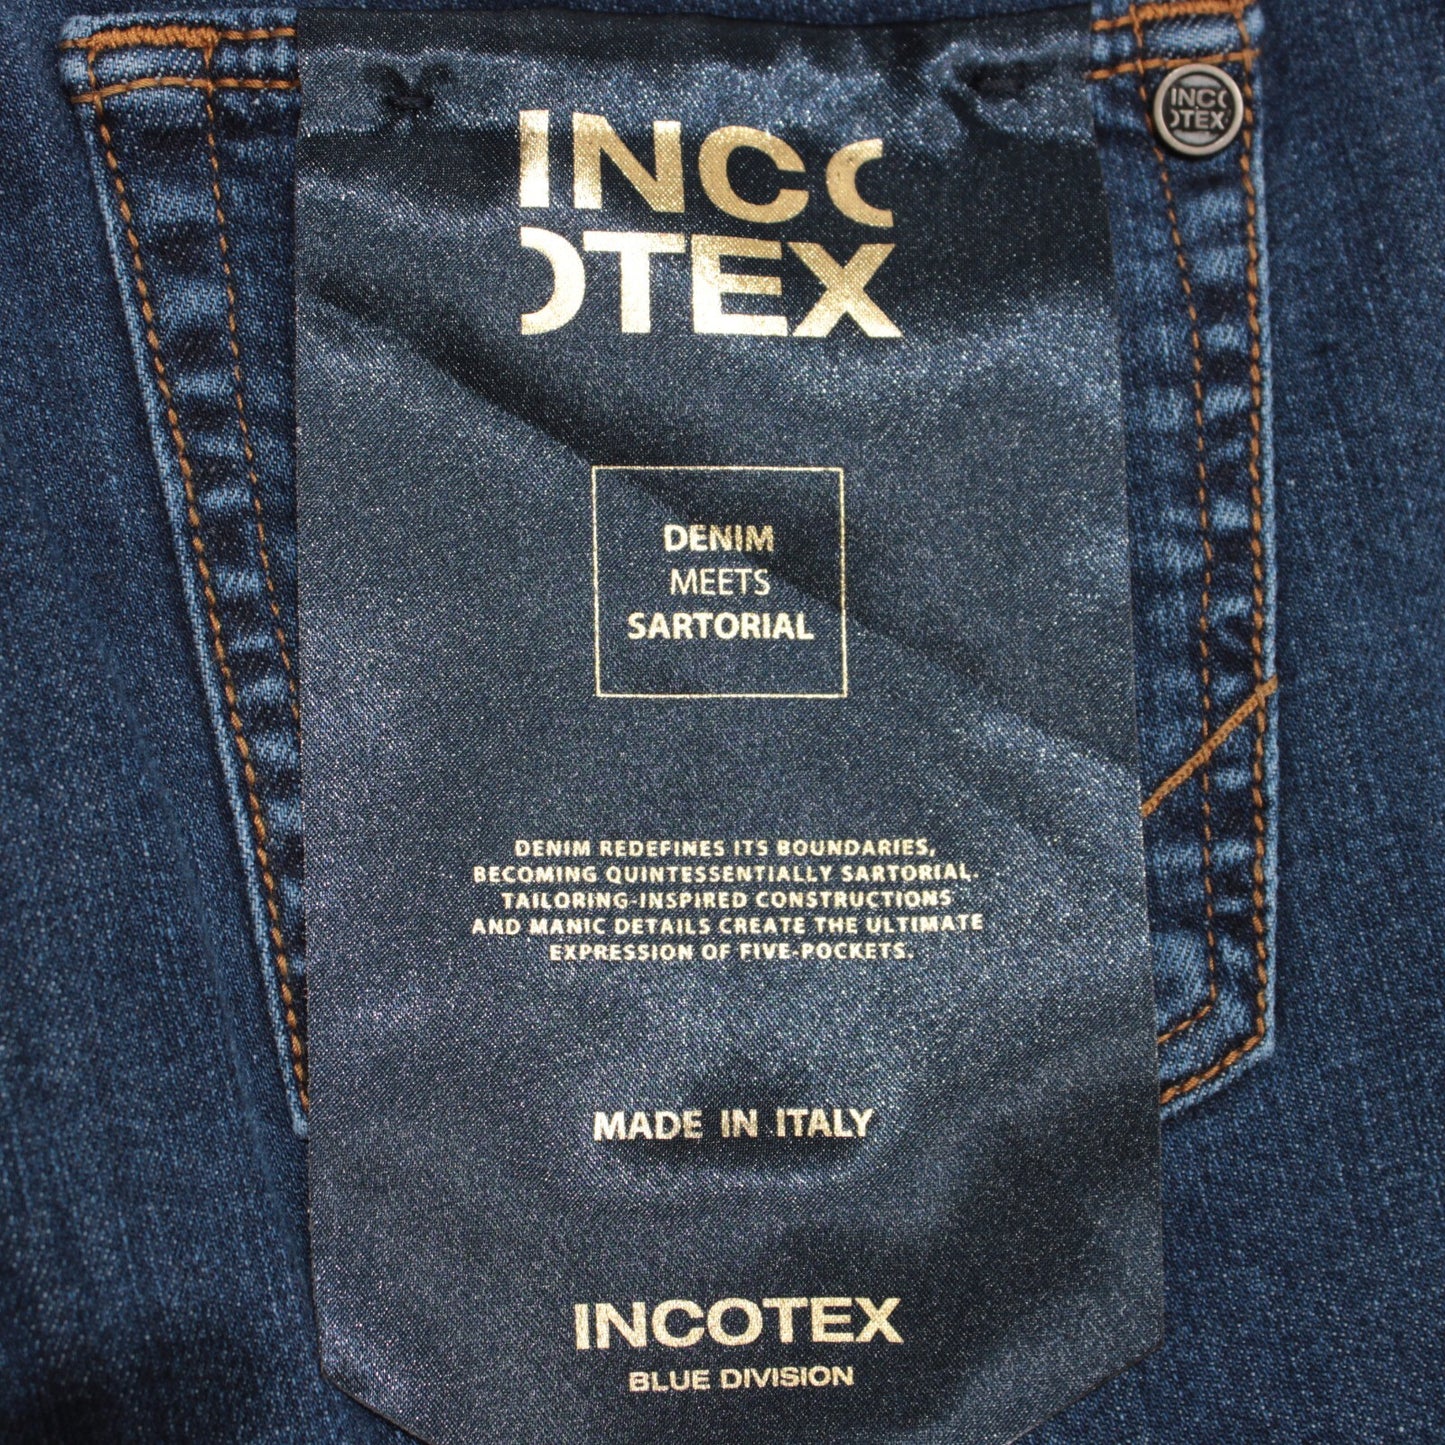 INCO
OTEX
INCO
OTEX
DENIM
MEETS
SARTORIAL
DENIM REDEFINES ITS BOUNDARIES,
BECOMING QUINTESSENTIALLY SARTORIAL.
TAILORING-INSPIRED CONSTRUCTIONS
AND MANIC DETAILS CREATE THE ULTIMATE
EXPRESSION OF FIVE-POCKETS.
MADE IN ITALY
INCOTEX
BLUE DIVISION